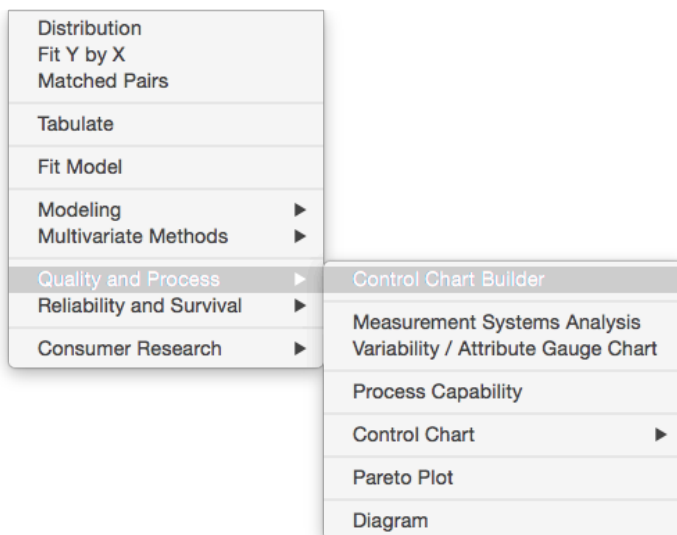 Distribution
Fit Y by X
Matched Pairs
Tabulate
Fit Model
Modeling
Multivariate Methods
Quality and Process
Reliability and Survival
Consumer Research
Control Chart Builder
Measurement Systems Analysis
Variability / Attribute Gauge Chart
Process Capability
Control Chart
Pareto Plot
Diagram